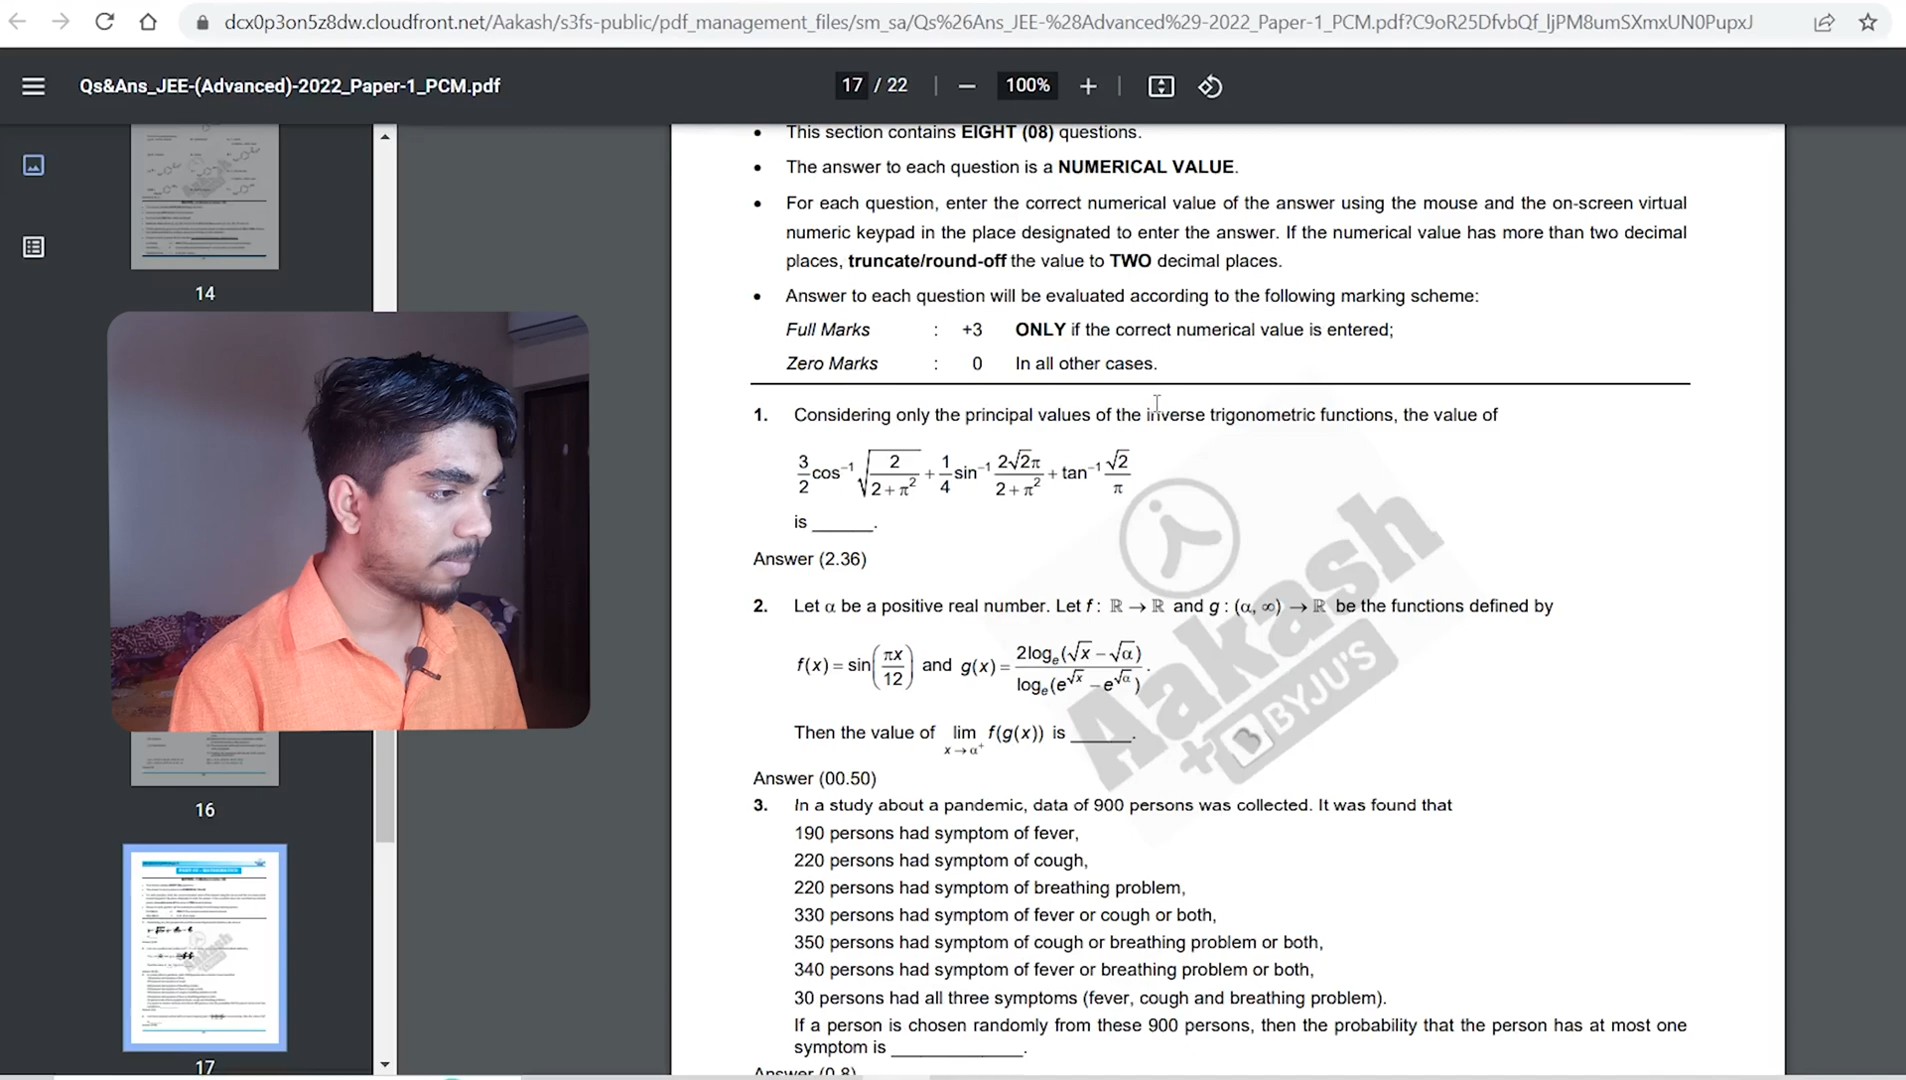 dcx0p3on5z8dw.cloudfront.net/Aakash/s3fs-public/pdf_management_files/sm_sa/Qs%26Ans_JEE-%28Advanced%29-2022_Paper-1_PCM.pdf?C9oR25DfvbQf_ljPM8umSXmxUN0PupxJ
Qs&Ans_JEE-(Advanced)-2022_Paper-1_PCM.pdf
17 / 22
100%
14
16
17
• This section contains EIGHT (08) questions.
• The answer to each question is a NUMERICAL VALUE.
• For each question, enter the correct numerical value of the answer using the mouse and the on-screen virtual
numeric keypad in the place designated to enter the answer. If the numerical value has more than two decimal
places, truncate/round-off the value to TWO decimal places.
• Answer to each question will be evaluated according to the following marking scheme:
Full Marks : +3 ONLY if the correct numerical value is entered;
Zero Marks : 0 In all other cases.
1. Considering only the principal values of the inverse trigonometric functions, the value of
3/2 cos⁻¹ √(2/(2+π²)) + 1/4 sin⁻¹ (2√2π)/(2+π²) + tan⁻¹ √2/π
is ______.
Answer (2.36)
2. Let α be a positive real number. Let f : ℝ → ℝ and g : (α, ∞) → ℝ be the functions defined by
f(x) = sin(πx/12) and g(x) = 2logₑ(√x − √α) / logₑ(e^√x − e^√α).
Then the value of lim x→α⁺ f(g(x)) is ______.
Answer (00.50)
3. In a study about a pandemic, data of 900 persons was collected. It was found that
190 persons had symptom of fever,
220 persons had symptom of cough,
220 persons had symptom of breathing problem,
330 persons had symptom of fever or cough or both,
350 persons had symptom of cough or breathing problem or both,
340 persons had symptom of fever or breathing problem or both,
30 persons had all three symptoms (fever, cough and breathing problem).
If a person is chosen randomly from these 900 persons, then the probability that the person has at most one
symptom is ______________.
Answer (0.8)
Aakash
+ BYJU'S